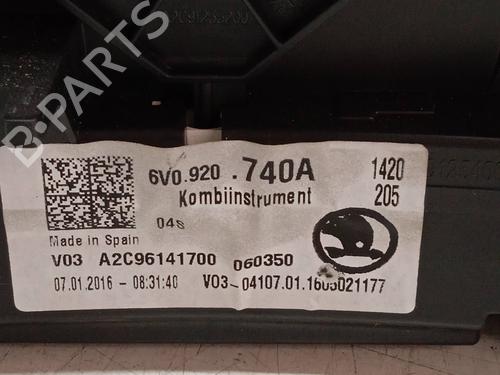 B-PARTS
6V0.920 .740A 1420
Kombiinstrument 205
04s
Made in Spain
V03 A2C96141700 060350
07.01.2016 - 08:31:40 V03-04107.01.1605021177